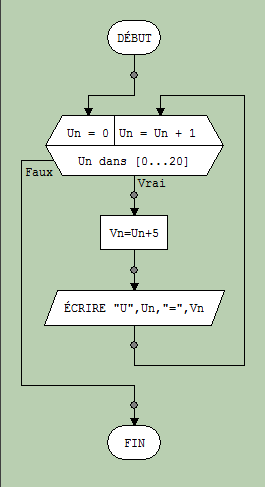 DÉBUT
Un = 0
Un = Un + 1
Un dans [0...20]
Faux
Vrai
Vn=Un+5
ÉCRIRE "U",Un,"=",Vn
FIN